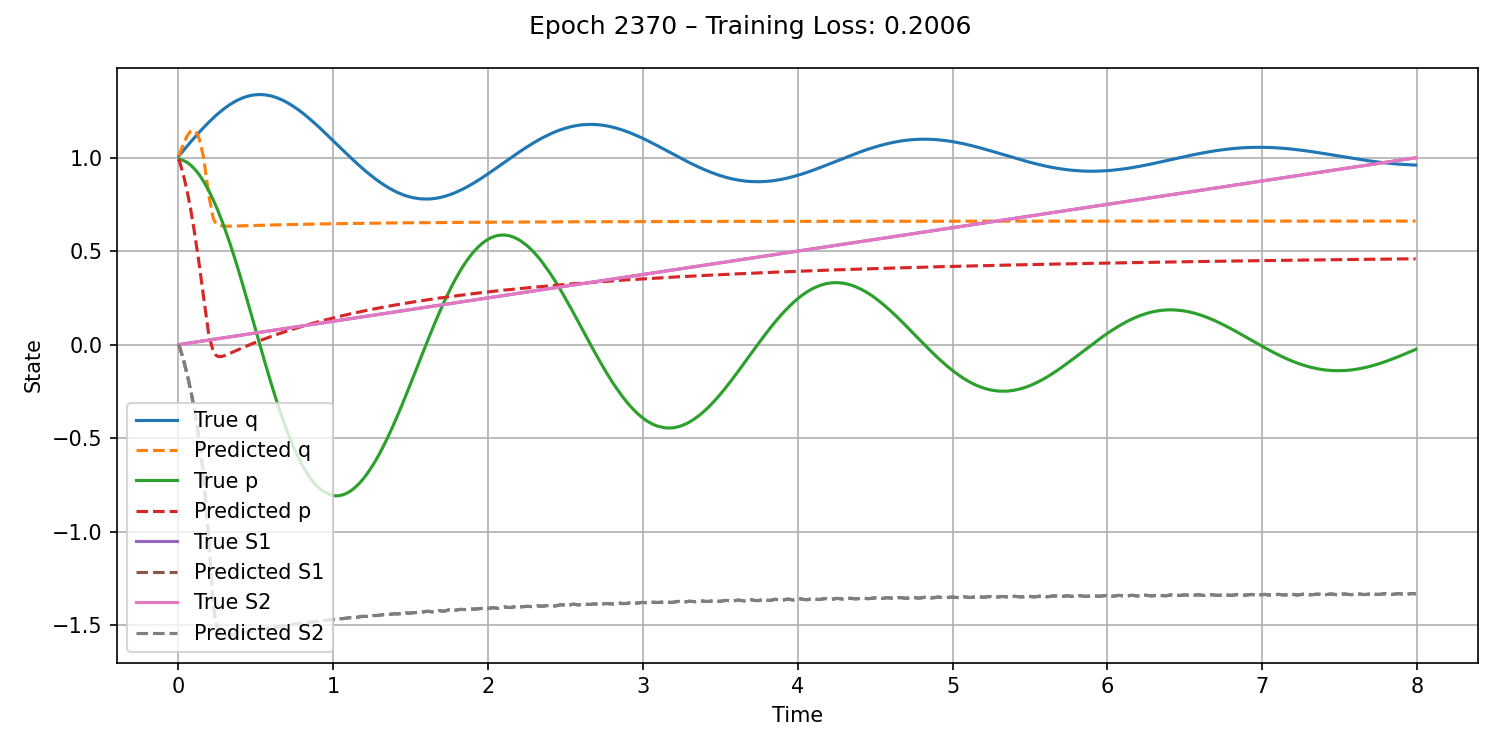 Epoch 2370 – Training Loss: 0.2006
State
1.0
0.5
0.0
−0.5
−1.0
−1.5
True q
Predicted q
True p
Predicted p
True S1
Predicted S1
True S2
Predicted S2
0 1 2 3 4 5 6 7 8
Time